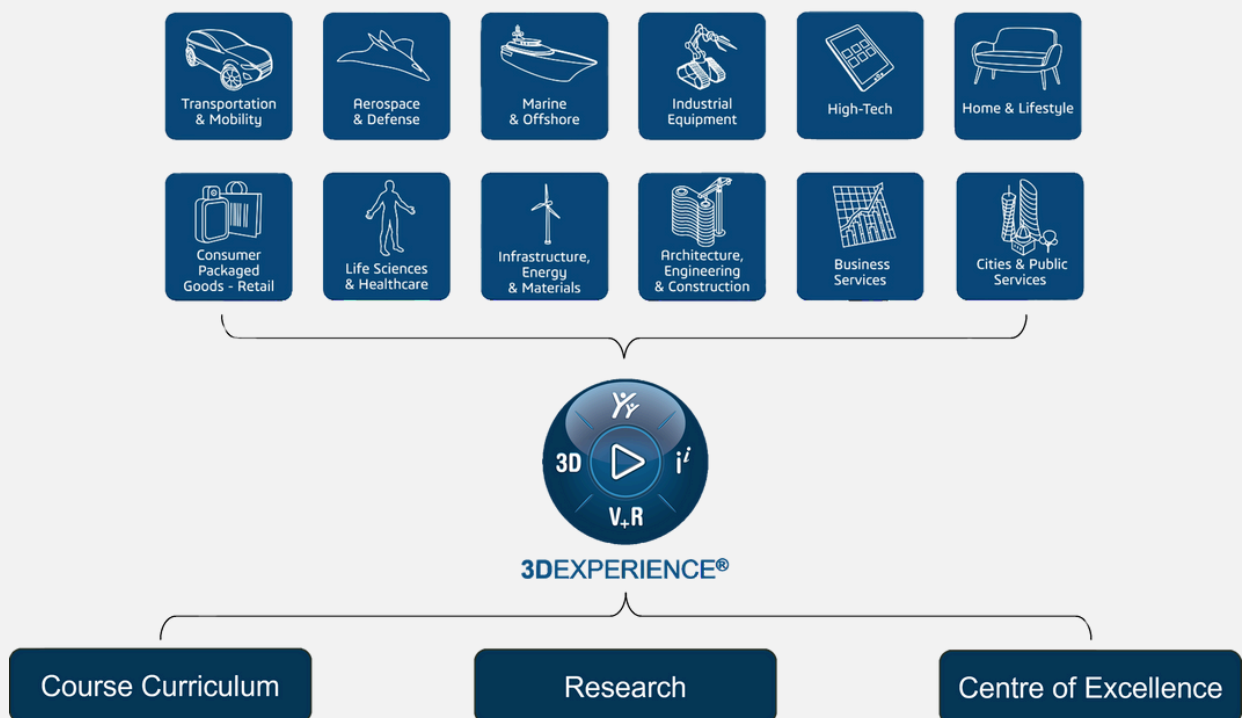 Transportation
& Mobility
Aerospace
& Defense
Marine
& Offshore
Industrial
Equipment
High-Tech
Home & Lifestyle
Consumer
Packaged
Goods - Retail
Life Sciences
& Healthcare
Infrastructure,
Energy
& Materials
Architecture,
Engineering
& Construction
Business
Services
Cities & Public
Services
3D
i i
V+R
3DEXPERIENCE®
Course Curriculum
Research
Centre of Excellence